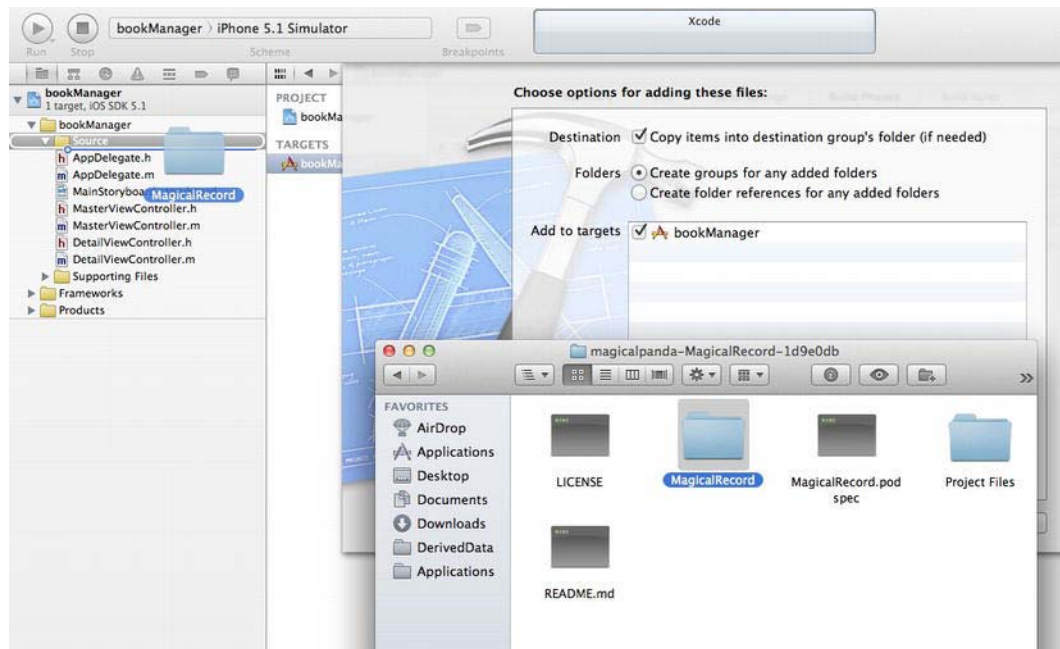 bookManager 〉 iPhone 5.1 Simulator
Xcode
Run
Stop
Scheme
Breakpoints
bookManager
1 target, iOS SDK 5.1
bookManager
Source
AppDelegate.h
AppDelegate.m
MainStoryboa
MagicalRecord
MasterViewController.h
MasterViewController.m
DetailViewController.h
DetailViewController.m
Supporting Files
Frameworks
Products
PROJECT
bookMa
TARGETS
bookMa
Choose options for adding these files:
Destination Copy items into destination group's folder (if needed)
Folders Create groups for any added folders
Create folder references for any added folders
Add to targets bookManager
magicalpanda-MagicalRecord-1d9e0db
FAVORITES
AirDrop
Applications
Desktop
Documents
Downloads
DerivedData
Applications
LICENSE
MagicalRecord
MagicalRecord.pod
spec
Project Files
README.md